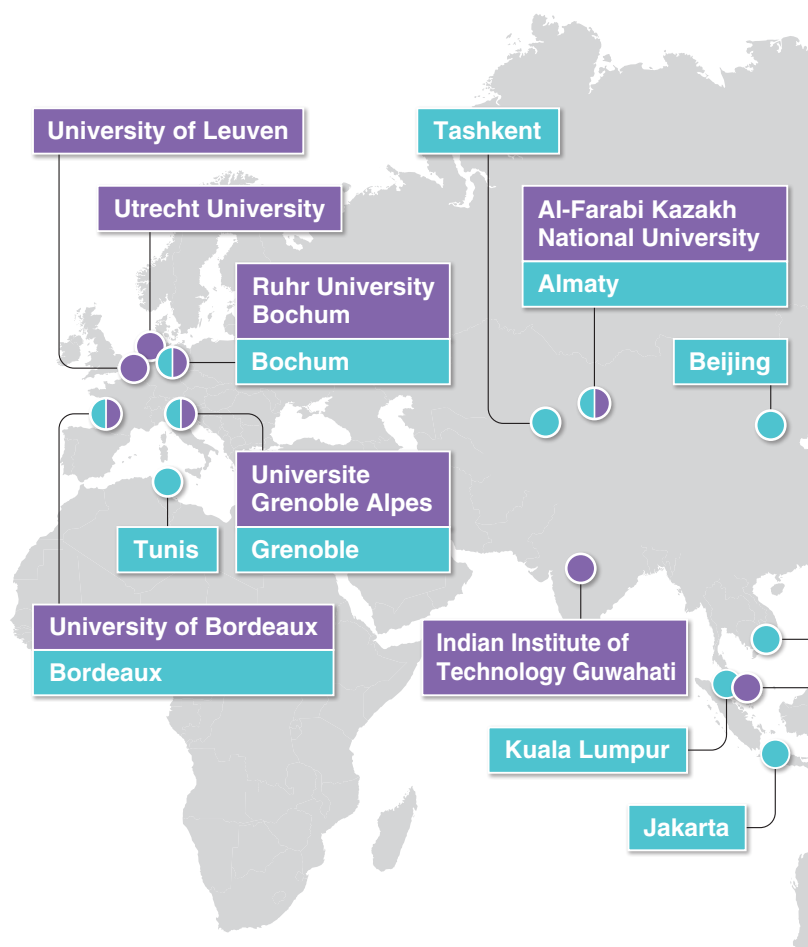 University of Leuven
Tashkent
Utrecht University
Al-Farabi Kazakh
National University
Almaty
Ruhr University
Bochum
Bochum
Beijing
Universite
Grenoble Alpes
Grenoble
Tunis
University of Bordeaux
Bordeaux
Indian Institute of
Technology Guwahati
Kuala Lumpur
Jakarta